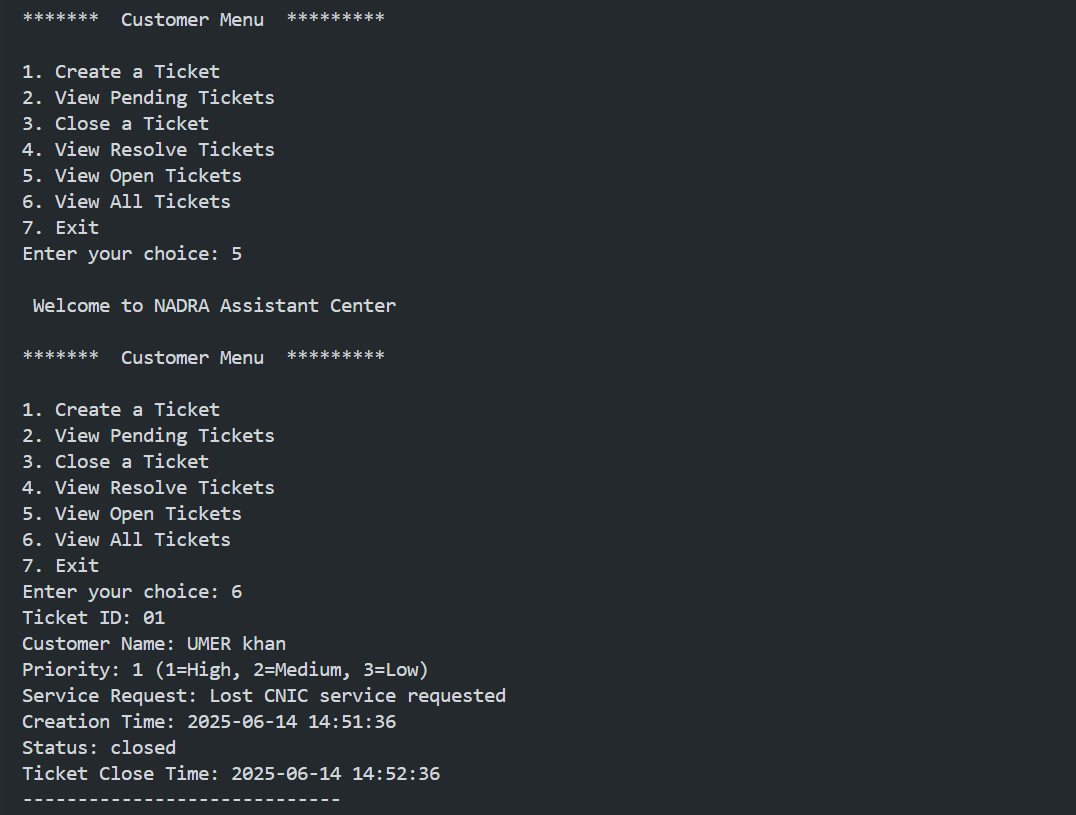 *******  Customer Menu  *********
1. Create a Ticket
2. View Pending Tickets
3. Close a Ticket
4. View Resolve Tickets
5. View Open Tickets
6. View All Tickets
7. Exit
Enter your choice: 5
Welcome to NADRA Assistant Center
*******  Customer Menu  *********
1. Create a Ticket
2. View Pending Tickets
3. Close a Ticket
4. View Resolve Tickets
5. View Open Tickets
6. View All Tickets
7. Exit
Enter your choice: 6
Ticket ID: 01
Customer Name: UMER khan
Priority: 1 (1=High, 2=Medium, 3=Low)
Service Request: Lost CNIC service requested
Creation Time: 2025-06-14 14:51:36
Status: closed
Ticket Close Time: 2025-06-14 14:52:36
-----------------------------